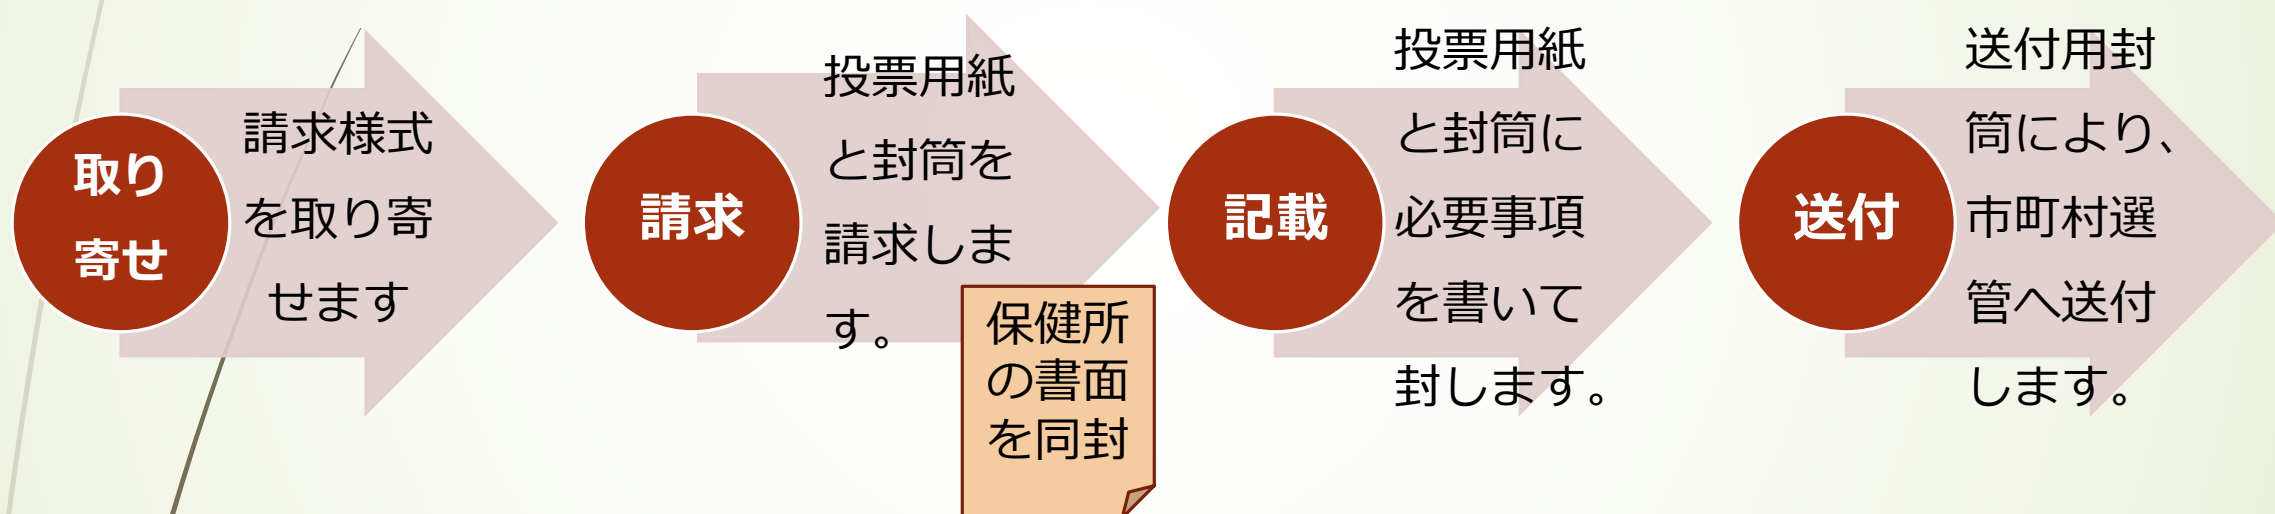 取り
寄せ
請求様式
を取り寄
せます
請求
投票用紙
と封筒を
請求しま
す。
保健所
の書面
を同封
記載
投票用紙
と封筒に
必要事項
を書いて
封します。
送付
送付用封
筒により、
市町村選
管へ送付
します。